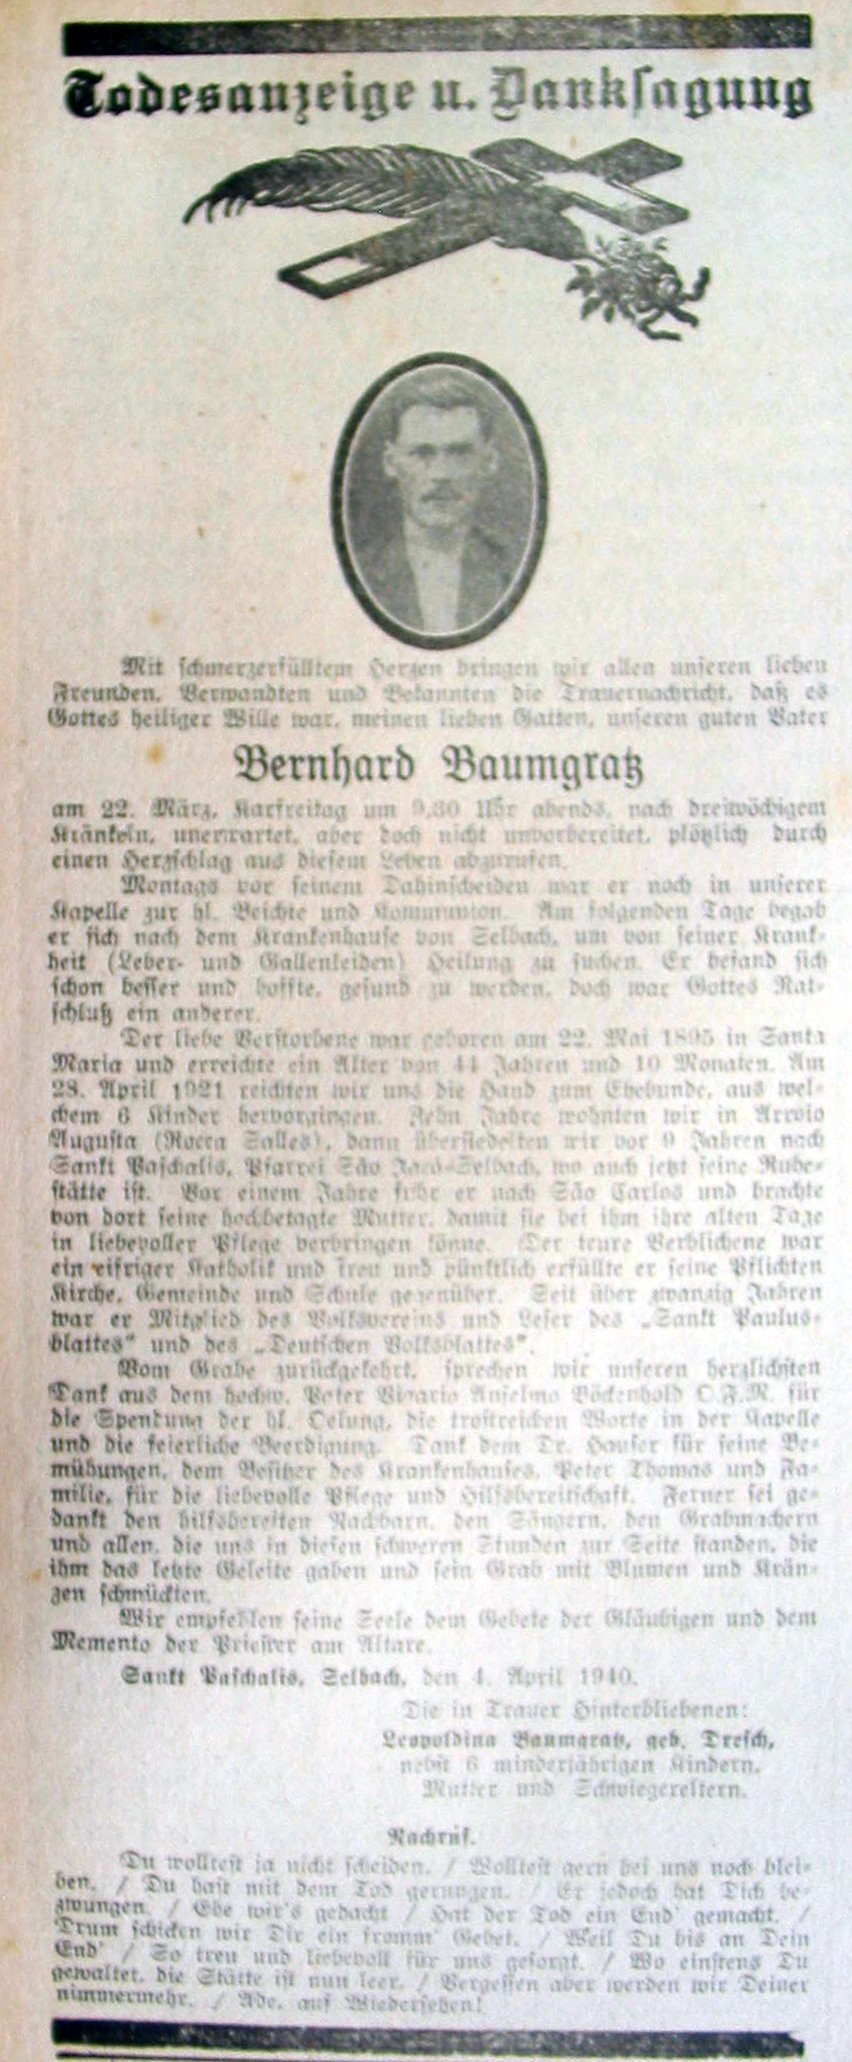 Todesanzeige u. Danksagung
Mit schmerzerfülltem Herzen bringen wir allen unseren lieben
Freunden, Verwandten und Bekannten die Trauernachricht, daß es
Gottes heiliger Wille war, meinen lieben Gatten, unseren guten Vater
Bernhard Baumgratz
am 22. März, Karfreitag um 9,30 Uhr abends, nach dreiwöchigem
Kränkeln, unerwartet, aber doch nicht unvorbereitet, plötzlich durch
einen Herzschlag aus diesem Leben abzurufen.
Montags vor seinem Dahinscheiden war er noch in unserer
Kapelle zur hl. Beichte und Kommunion. Am folgenden Tage begab
er sich nach dem Krankenhause von Selbach, um von seiner Krank-
heit (Leber- und Gallenleiden) Heilung zu suchen. Er befand sich
schon besser und hoffte, gesund zu werden, doch war Gottes Rat-
schluß ein anderer.
Der liebe Verstorbene war geboren am 22. Mai 1895 in Santa
Maria und erreichte ein Alter von 44 Jahren und 10 Monaten. Am
28. April 1921 reichten wir uns die Hand zum Ehebunde, aus wel-
chem 6 Kinder hervorgingen. Zehn Jahre wohnten wir in Arroio
Augusta (Rocca Salles), dann übersiedelten wir vor 9 Jahren nach
Sankt Paschalis, Pfarrei São João-Selbach, wo auch jetzt seine Ruhe-
stätte ist. Vor einem Jahre fuhr er nach São Carlos und brachte
von dort seine hochbetagte Mutter, damit sie bei ihm ihre alten Tage
in liebevoller Pflege verbringen könne. Der teure Verblichene war
ein eifriger Katholik und treu und pünktlich erfüllte er seine Pflichten
Kirche, Gemeinde und Schule gegenüber. Seit über zwanzig Jahren
war er Mitglied des Volksvereins und Leser des „Sankt Paulus-
blattes“ und des „Deutschen Volksblattes“.
Vom Grabe zurückgekehrt, sprechen wir unseren herzlichsten
Dank aus dem hochw. Pater Vigario Anselmo Böckenhold O.F.M. für
die Spendung der hl. Oelung, die trostreichen Worte in der Kapelle
und die feierliche Beerdigung. Dank dem Dr. Hauser für seine Be-
mühungen, dem Besitzer des Krankenhauses, Peter Thomas und Fa-
milie, für die liebevolle Pflege und Hilfsbereitschaft. Ferner sei ge-
dankt den hilfsbereiten Nachbarn, den Sängern, den Grabmachern
und allen, die uns in diesen schweren Stunden zur Seite standen, die
ihm das letzte Geleite gaben und sein Grab mit Blumen und Krän-
zen schmückten.
Wir empfehlen seine Seele dem Gebete der Gläubigen und dem
Memento der Priester am Altare.
Sankt Paschalis, Selbach, den 4. April 1940.
Die in Trauer Hinterbliebenen:
Leopoldina Baumgratz, geb. Dresch,
nebst 6 minderjährigen Kindern,
Mutter und Schwiegereltern.
Nachruf.
Du wolltest ja nicht scheiden, / Wolltest gern bei uns noch blei-
ben, / Du hast mit dem Tod gerungen, / Er jedoch hat Dich be-
zwungen. / Ehe wir's gedacht / Hat der Tod ein End' gemacht. /
Drum schicken wir Dir ein fromm' Gebet, / Weil Du bis an Dein
End' / So treu und liebevoll für uns gesorgt. / Wo einstens Du
gewaltet, die Stätte ist nun leer, / Vergessen aber werden wir Deiner
nimmermehr. / Ade, auf Wiedersehen!